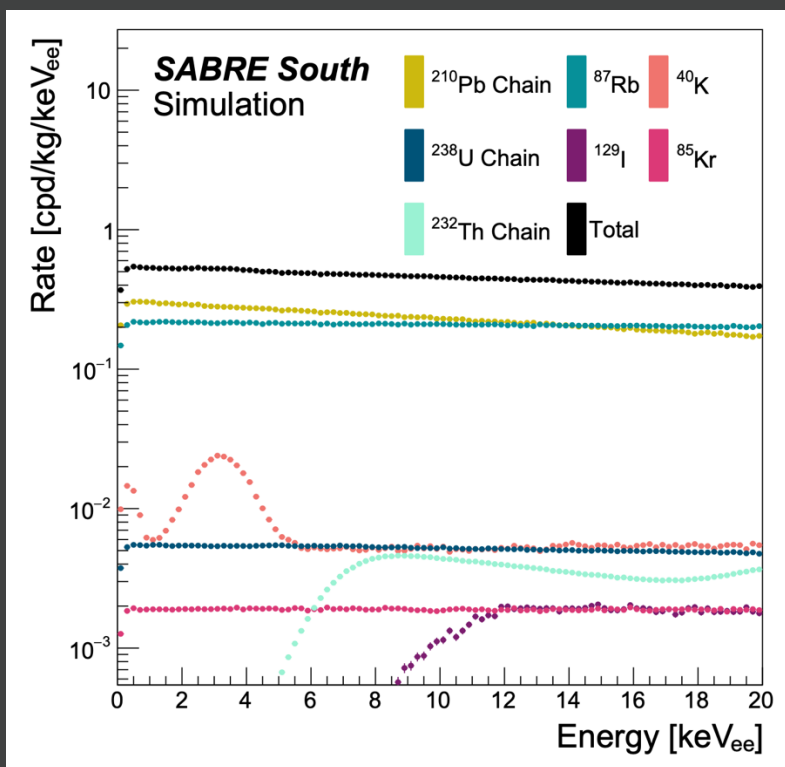 SABRE South
Simulation
²¹⁰Pb Chain
⁸⁷Rb
⁴⁰K
²³⁸U Chain
¹²⁹I
⁸⁵Kr
²³²Th Chain
Total
Rate [cpd/kg/keVₑₑ]
10
1
10⁻¹
10⁻²
10⁻³
0 2 4 6 8 10 12 14 16 18 20
Energy [keVₑₑ]